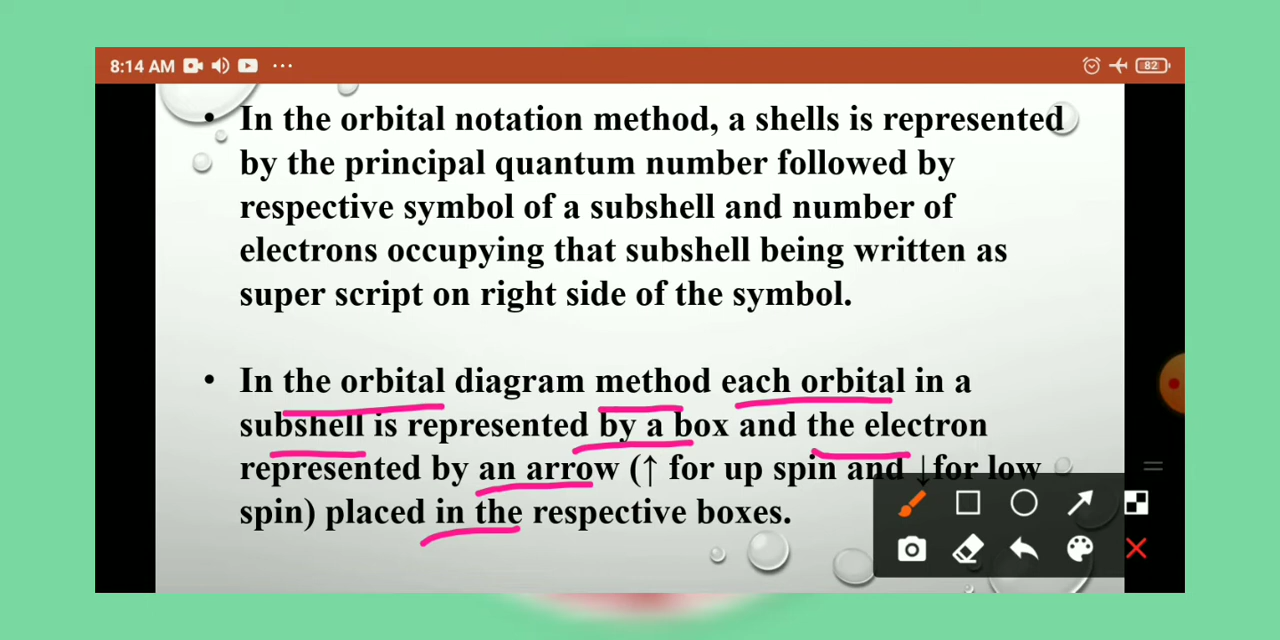 8:14 AM
82
• In the orbital notation method, a shells is represented
by the principal quantum number followed by
respective symbol of a subshell and number of
electrons occupying that subshell being written as
super script on right side of the symbol.
• In the orbital diagram method each orbital in a
subshell is represented by a box and the electron
represented by an arrow (↑ for up spin and ↓for low
spin) placed in the respective boxes.